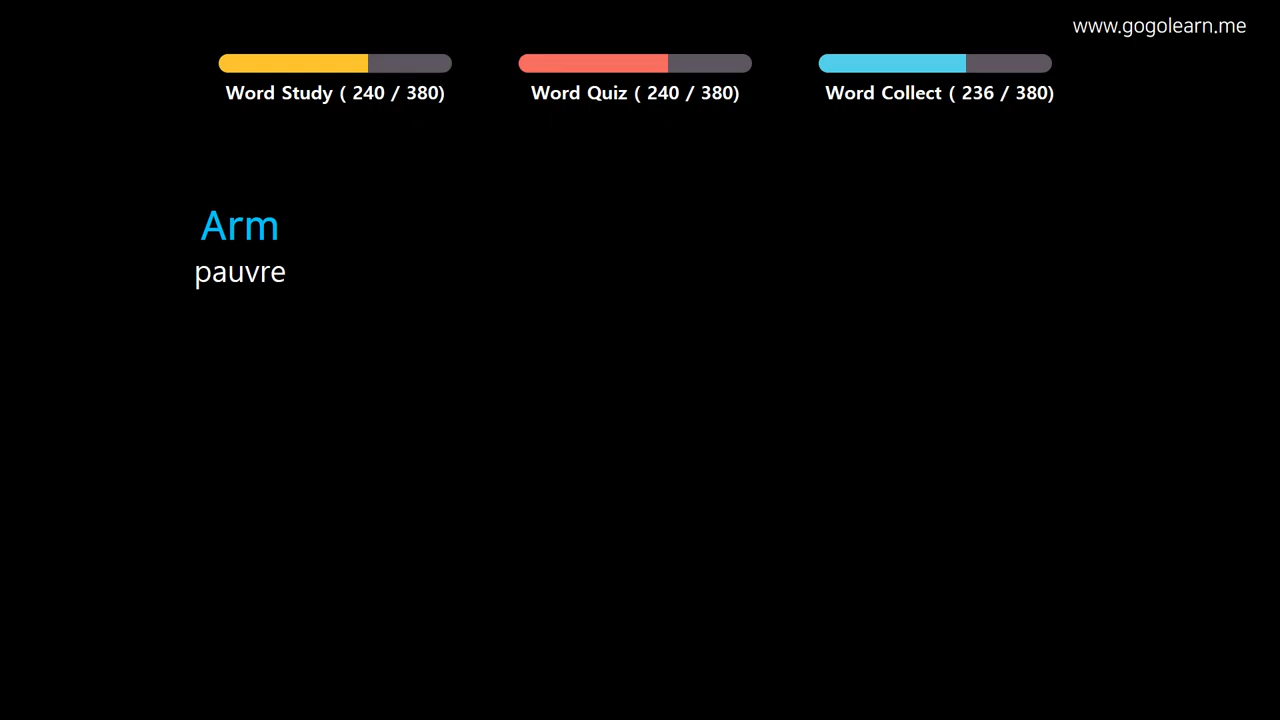 www.gogolearn.me
Word Study ( 240 / 380)
Word Quiz ( 240 / 380)
Word Collect ( 236 / 380)
Arm
pauvre